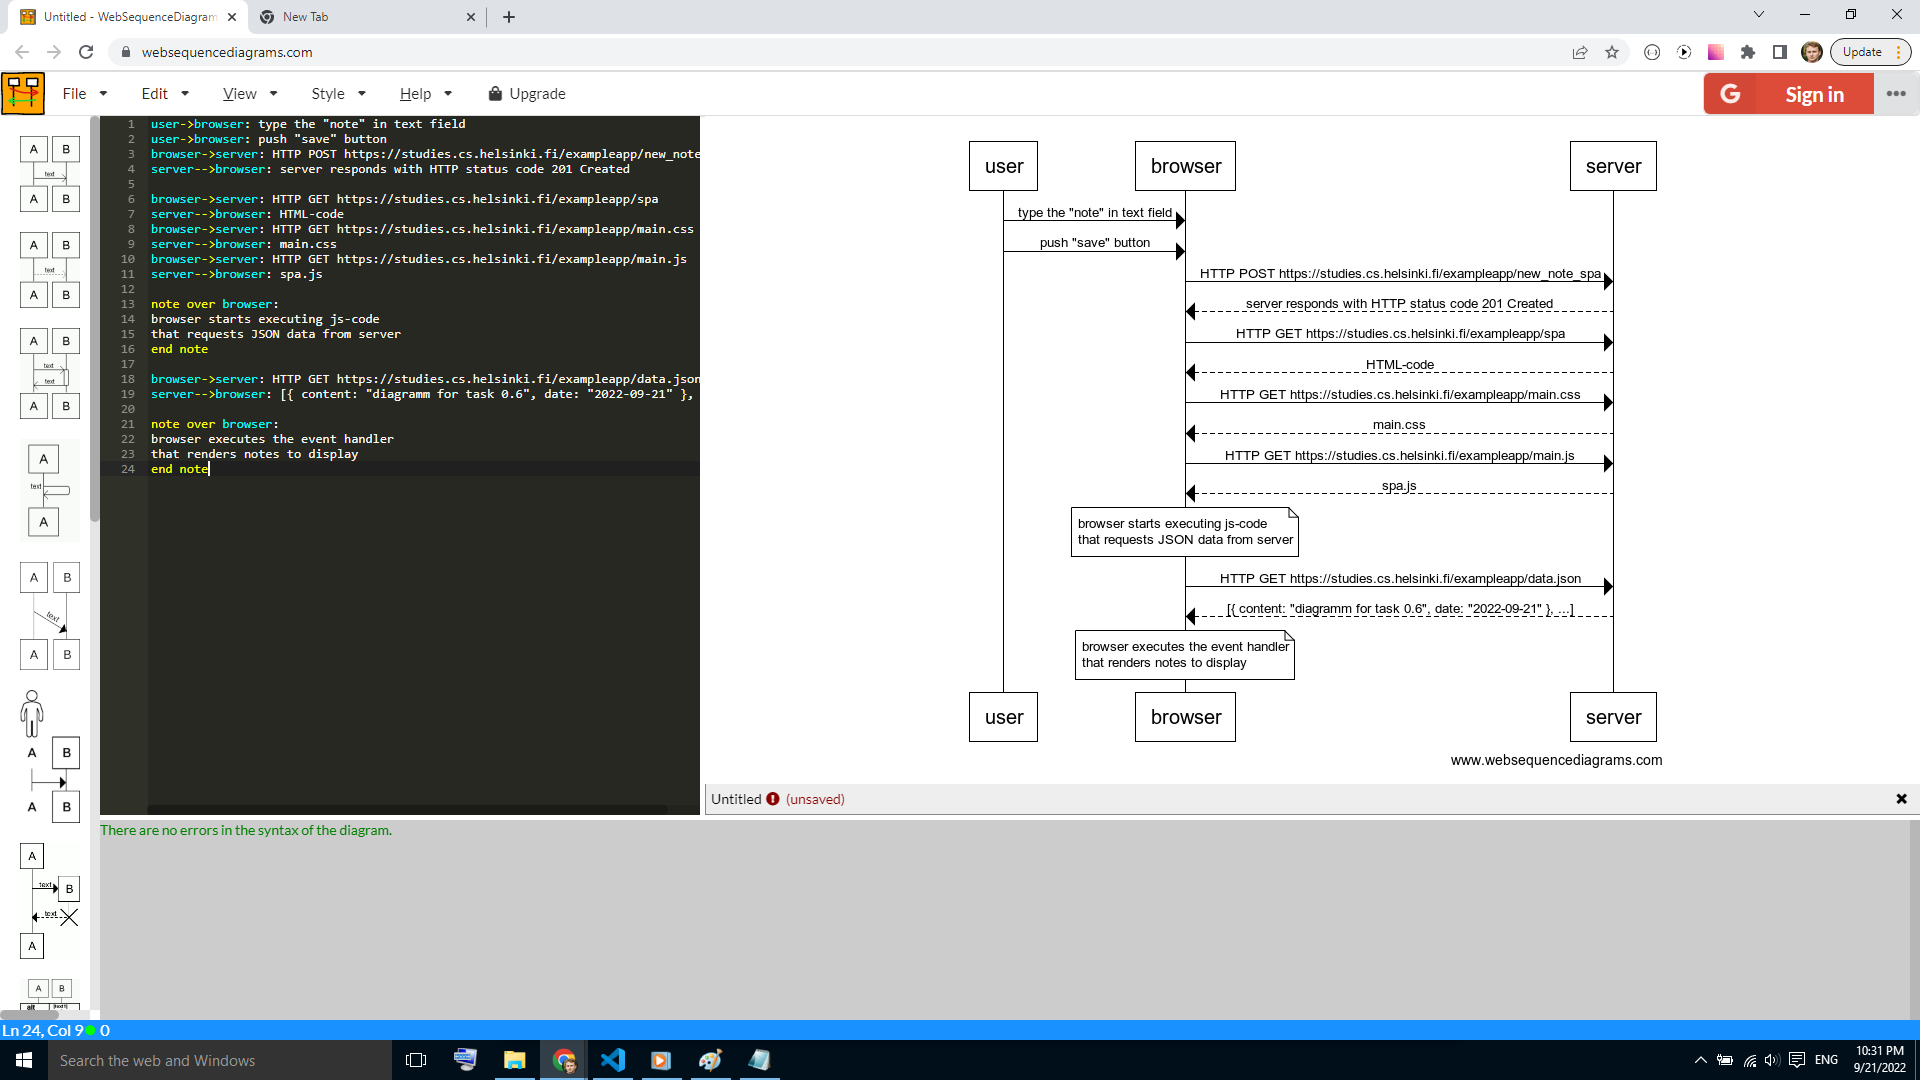 Untitled - WebSequenceDiagram
New Tab
websequencediagrams.com
Update
File
Edit
View
Style
Help
Upgrade
G
Sign in
A B
text
A B
A B
text
A B
A B
text
text
A B
A
text
A
A B
text
A B
A B
A B
A
text B
text
A
A B
alt [text1]
1 user->browser: type the "note" in text field
2 user->browser: push "save" button
3 browser->server: HTTP POST https://studies.cs.helsinki.fi/exampleapp/new_note
4 server-->browser: server responds with HTTP status code 201 Created
5
6 browser->server: HTTP GET https://studies.cs.helsinki.fi/exampleapp/spa
7 server-->browser: HTML-code
8 browser->server: HTTP GET https://studies.cs.helsinki.fi/exampleapp/main.css
9 server-->browser: main.css
10 browser->server: HTTP GET https://studies.cs.helsinki.fi/exampleapp/main.js
11 server-->browser: spa.js
12
13 note over browser:
14 browser starts executing js-code
15 that requests JSON data from server
16 end note
17
18 browser->server: HTTP GET https://studies.cs.helsinki.fi/exampleapp/data.json
19 server-->browser: [{ content: "diagramm for task 0.6", date: "2022-09-21" },
20
21 note over browser:
22 browser executes the event handler
23 that renders notes to display
24 end note
user browser server
type the "note" in text field
push "save" button
HTTP POST https://studies.cs.helsinki.fi/exampleapp/new_note_spa
server responds with HTTP status code 201 Created
HTTP GET https://studies.cs.helsinki.fi/exampleapp/spa
HTML-code
HTTP GET https://studies.cs.helsinki.fi/exampleapp/main.css
main.css
HTTP GET https://studies.cs.helsinki.fi/exampleapp/main.js
spa.js
browser starts executing js-code
that requests JSON data from server
HTTP GET https://studies.cs.helsinki.fi/exampleapp/data.json
[{ content: "diagramm for task 0.6", date: "2022-09-21" }, ...]
browser executes the event handler
that renders notes to display
user browser server
www.websequencediagrams.com
Untitled (unsaved)
There are no errors in the syntax of the diagram.
Ln 24, Col 9 0
Search the web and Windows
ENG
10:31 PM
9/21/2022